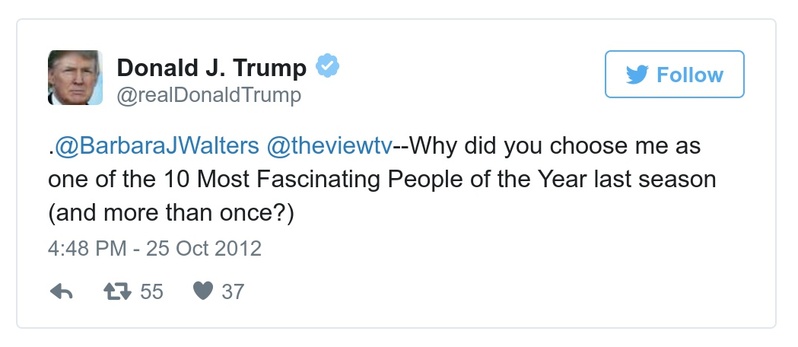 Donald J. Trump
@realDonaldTrump
Follow
.@BarbaraJWalters @theviewtv--Why did you choose me as
one of the 10 Most Fascinating People of the Year last season
(and more than once?)
4:48 PM - 25 Oct 2012
55 37